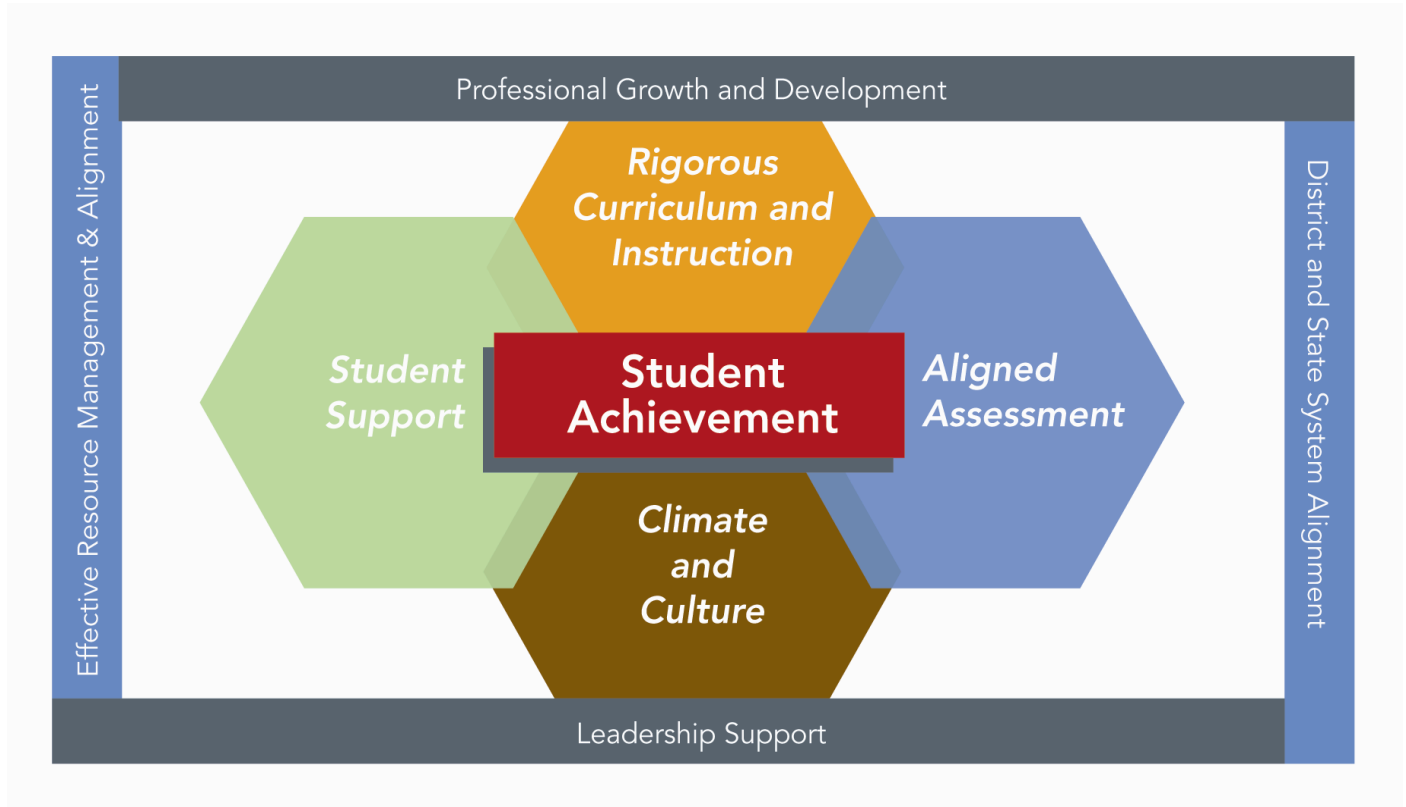 Professional Growth and Development
Effective Resource Management & Alignment
Rigorous
Curriculum and
Instruction
Student
Support
Student
Achievement
Aligned
Assessment
Climate
and
Culture
District and State System Alignment
Leadership Support